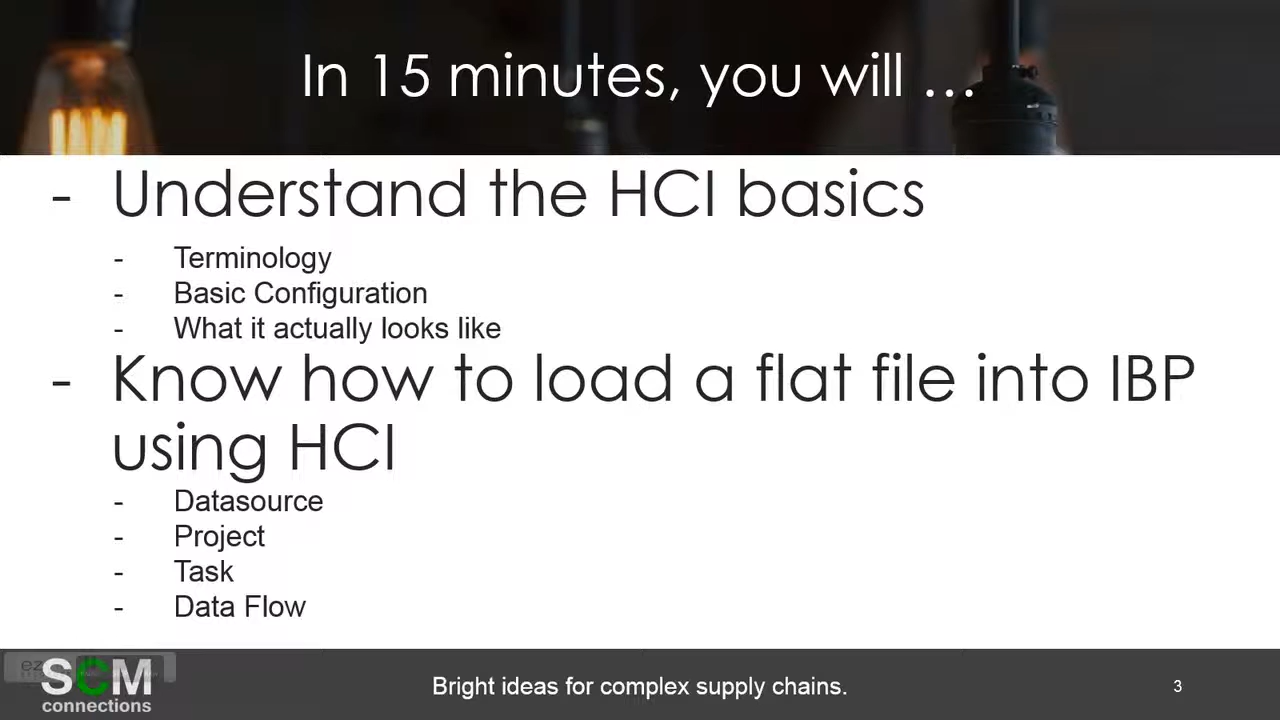 In 15 minutes, you will …
- Understand the HCI basics
- Terminology
- Basic Configuration
- What it actually looks like
- Know how to load a flat file into IBP
using HCI
- Datasource
- Project
- Task
- Data Flow
ez
SCM
connections
Bright ideas for complex supply chains.
3